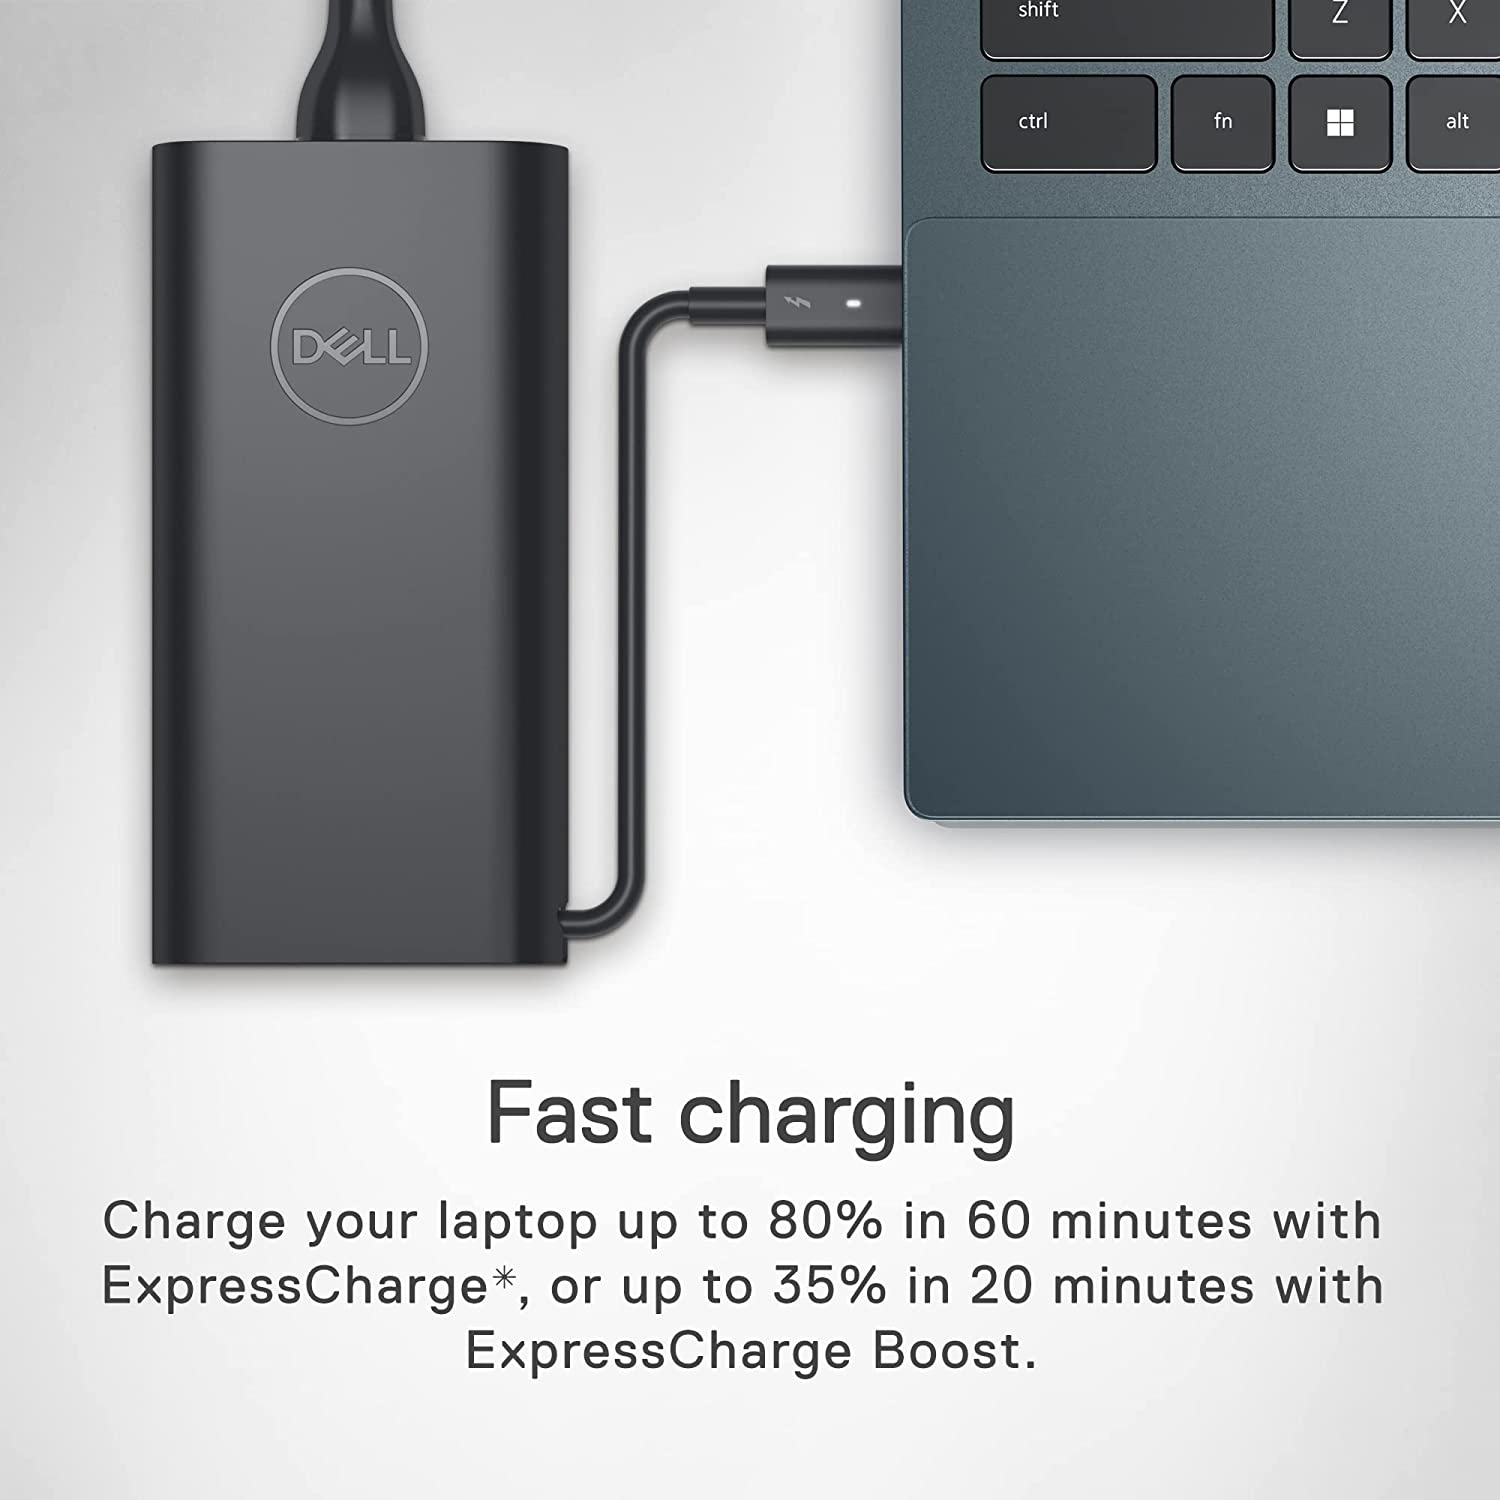 shift Z X
ctrl fn alt
DELL
Fast charging
Charge your laptop up to 80% in 60 minutes with
ExpressCharge*, or up to 35% in 20 minutes with
ExpressCharge Boost.